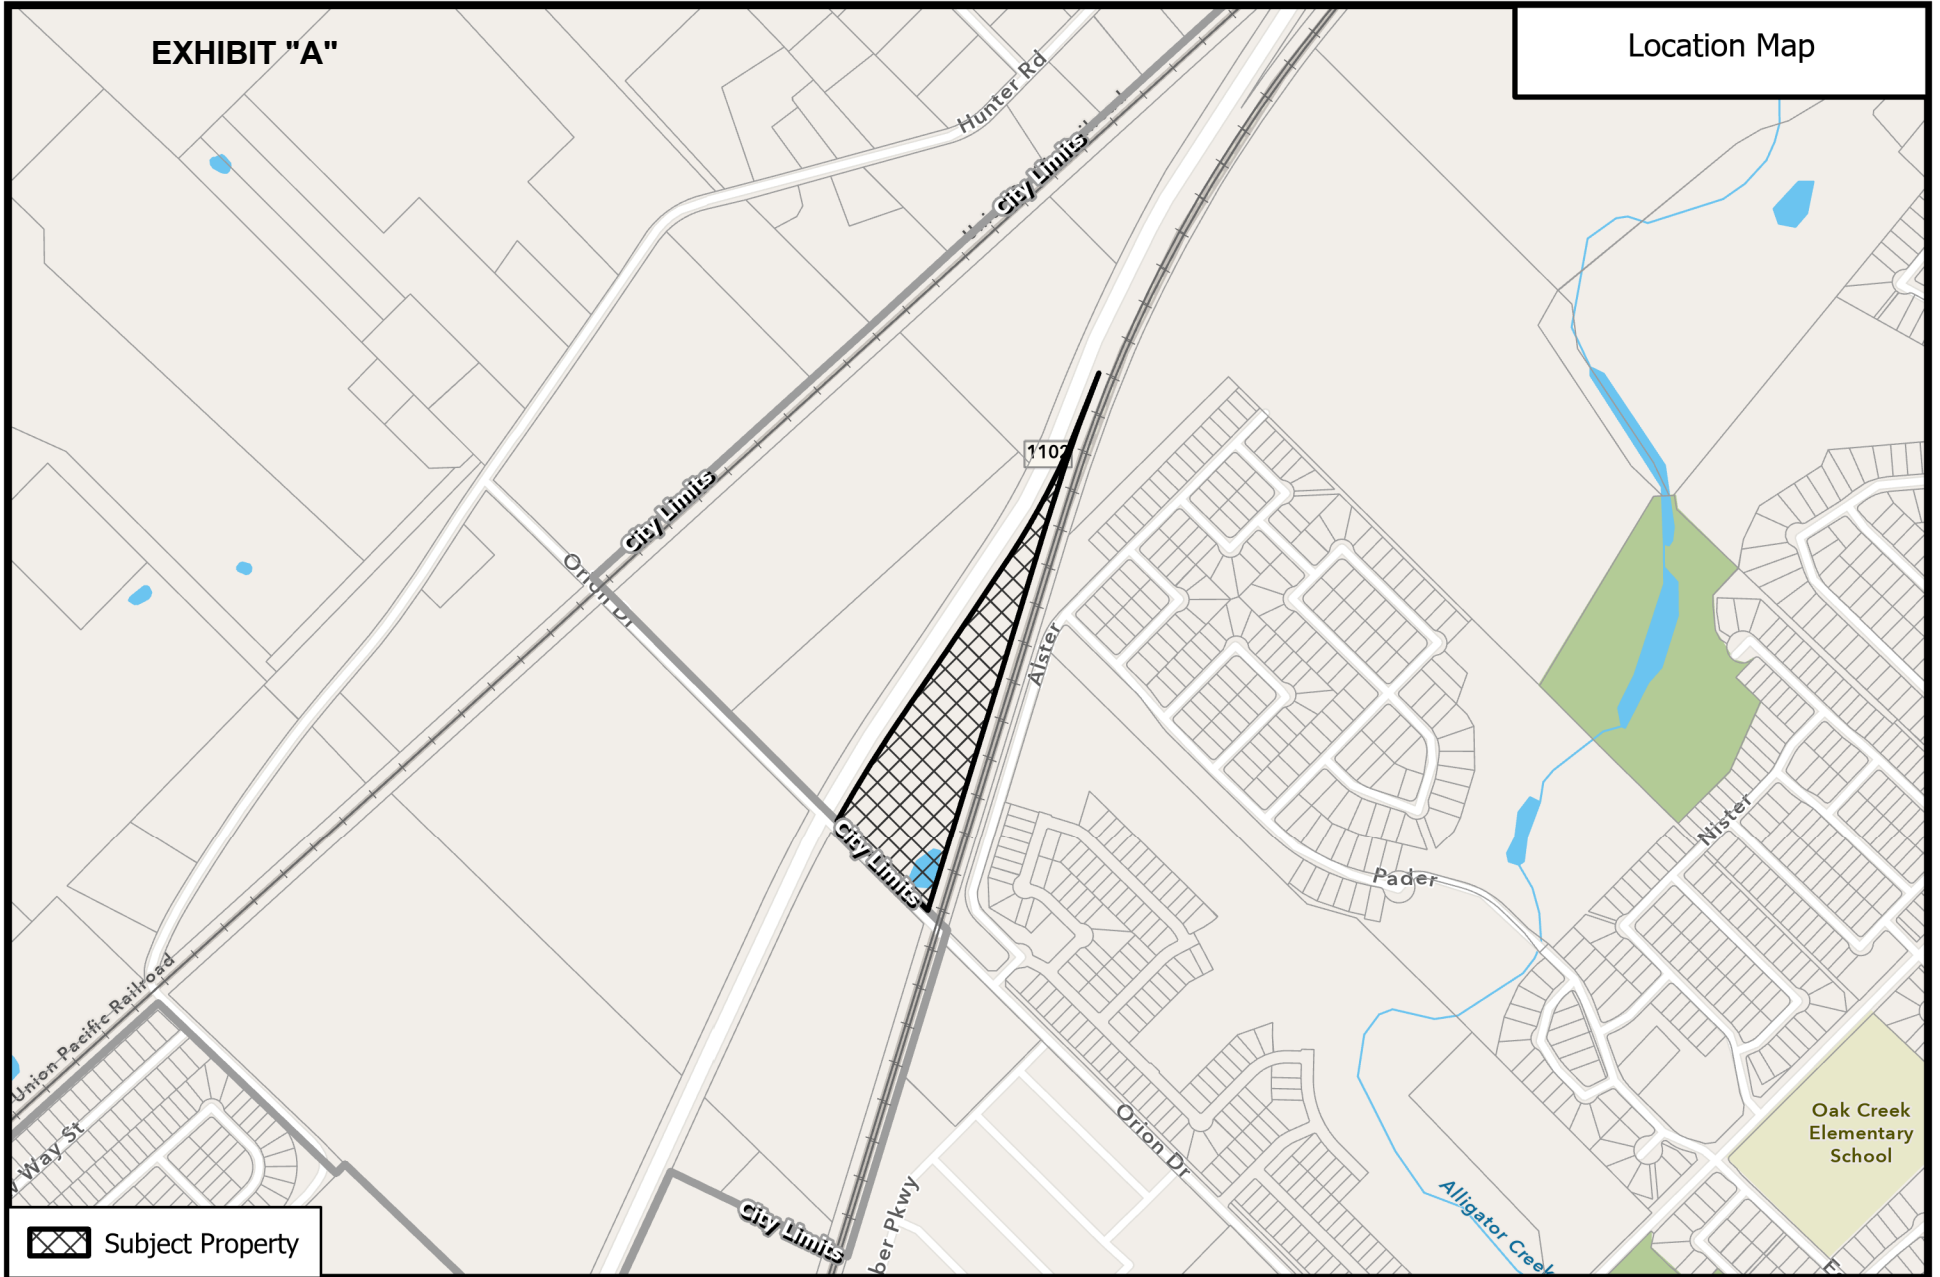 EXHIBIT "A"
Location Map
Hunter Rd
City Limits
1102
City Limits
Orion Dr
Alster
City Limits
Pader
Nister
Union Pacific Railroad
Way St
Orion Dr
Oak Creek
Elementary
School
Alligator Creek
City Limits
Pkwy
Subject Property